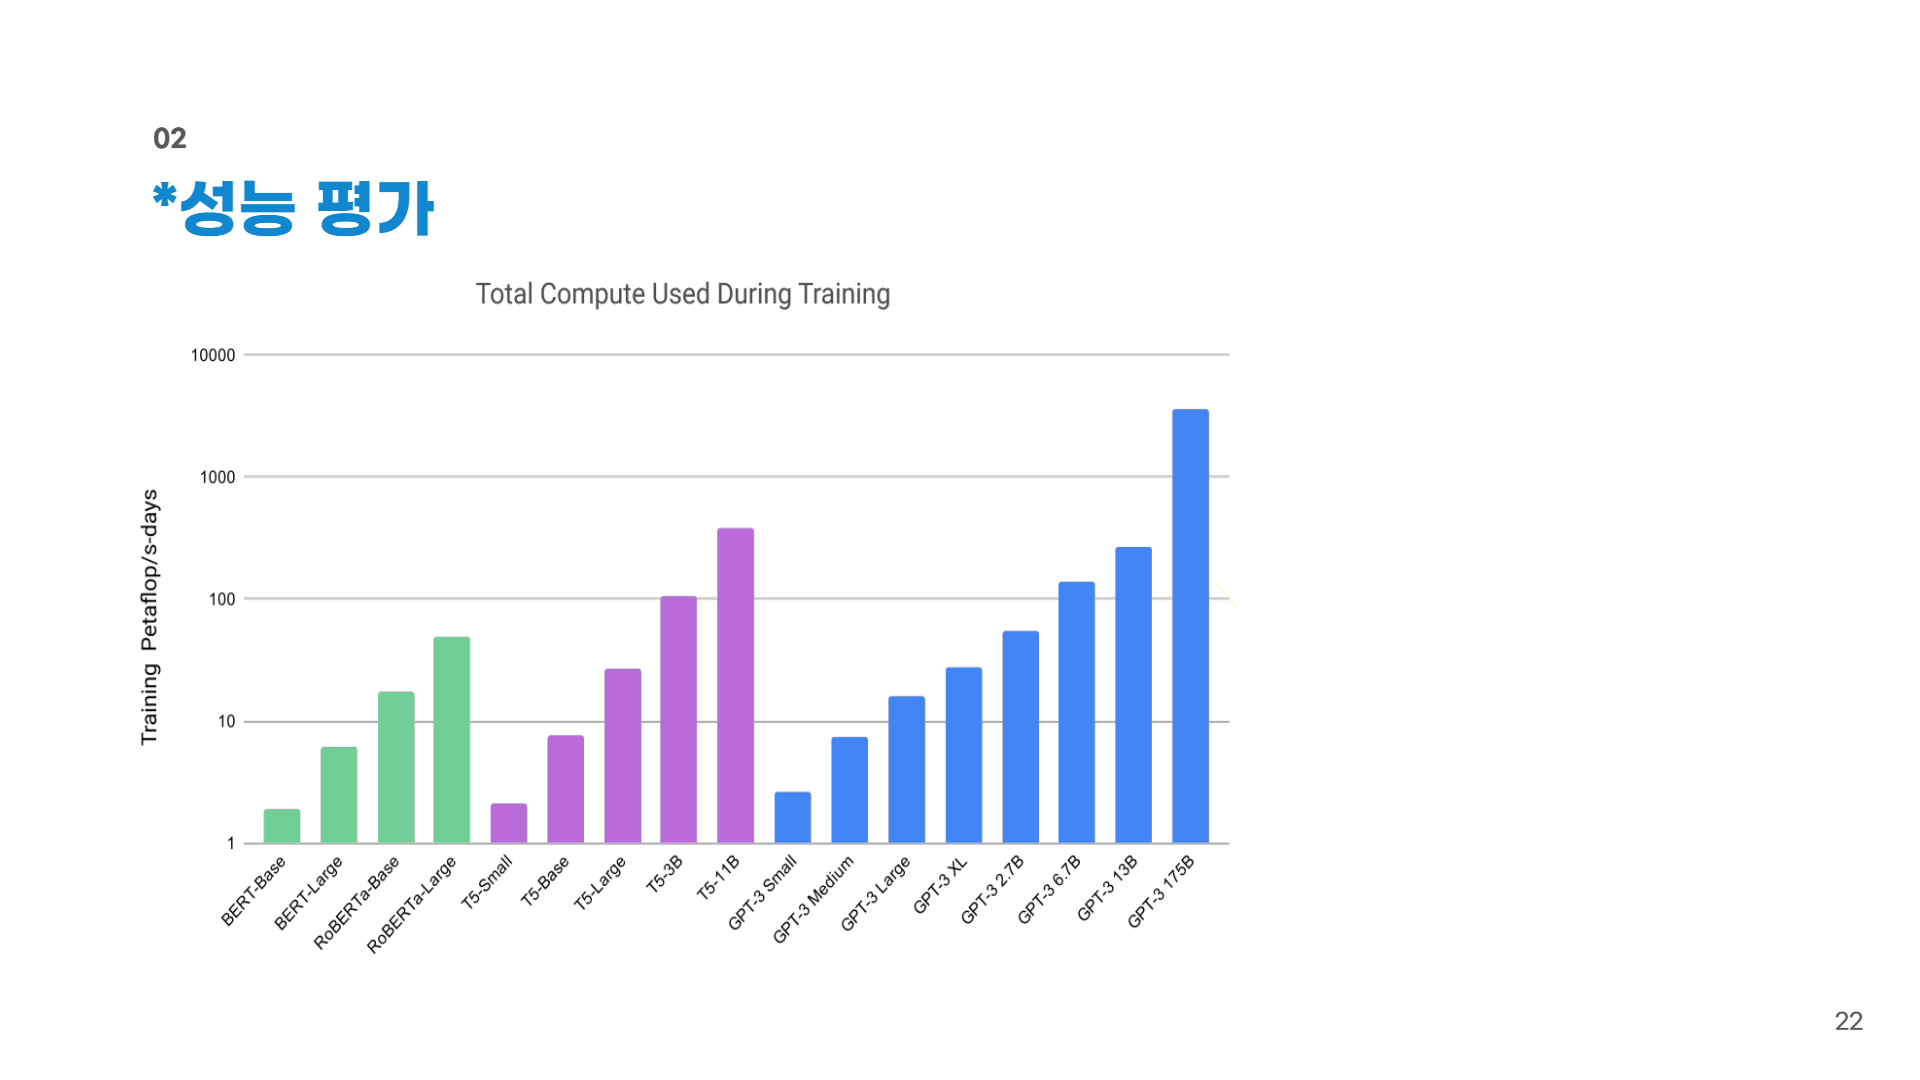 02
*성능 평가
Total Compute Used During Training
10000
1000
100
10
1
Training Petaflop/s-days
BERT-Base
BERT-Large
RoBERTa-Base
RoBERTa-Large
T5-Small
T5-Base
T5-Large
T5-3B
T5-11B
GPT-3 Small
GPT-3 Medium
GPT-3 Large
GPT-3 XL
GPT-3 2.7B
GPT-3 6.7B
GPT-3 13B
GPT-3 175B
22